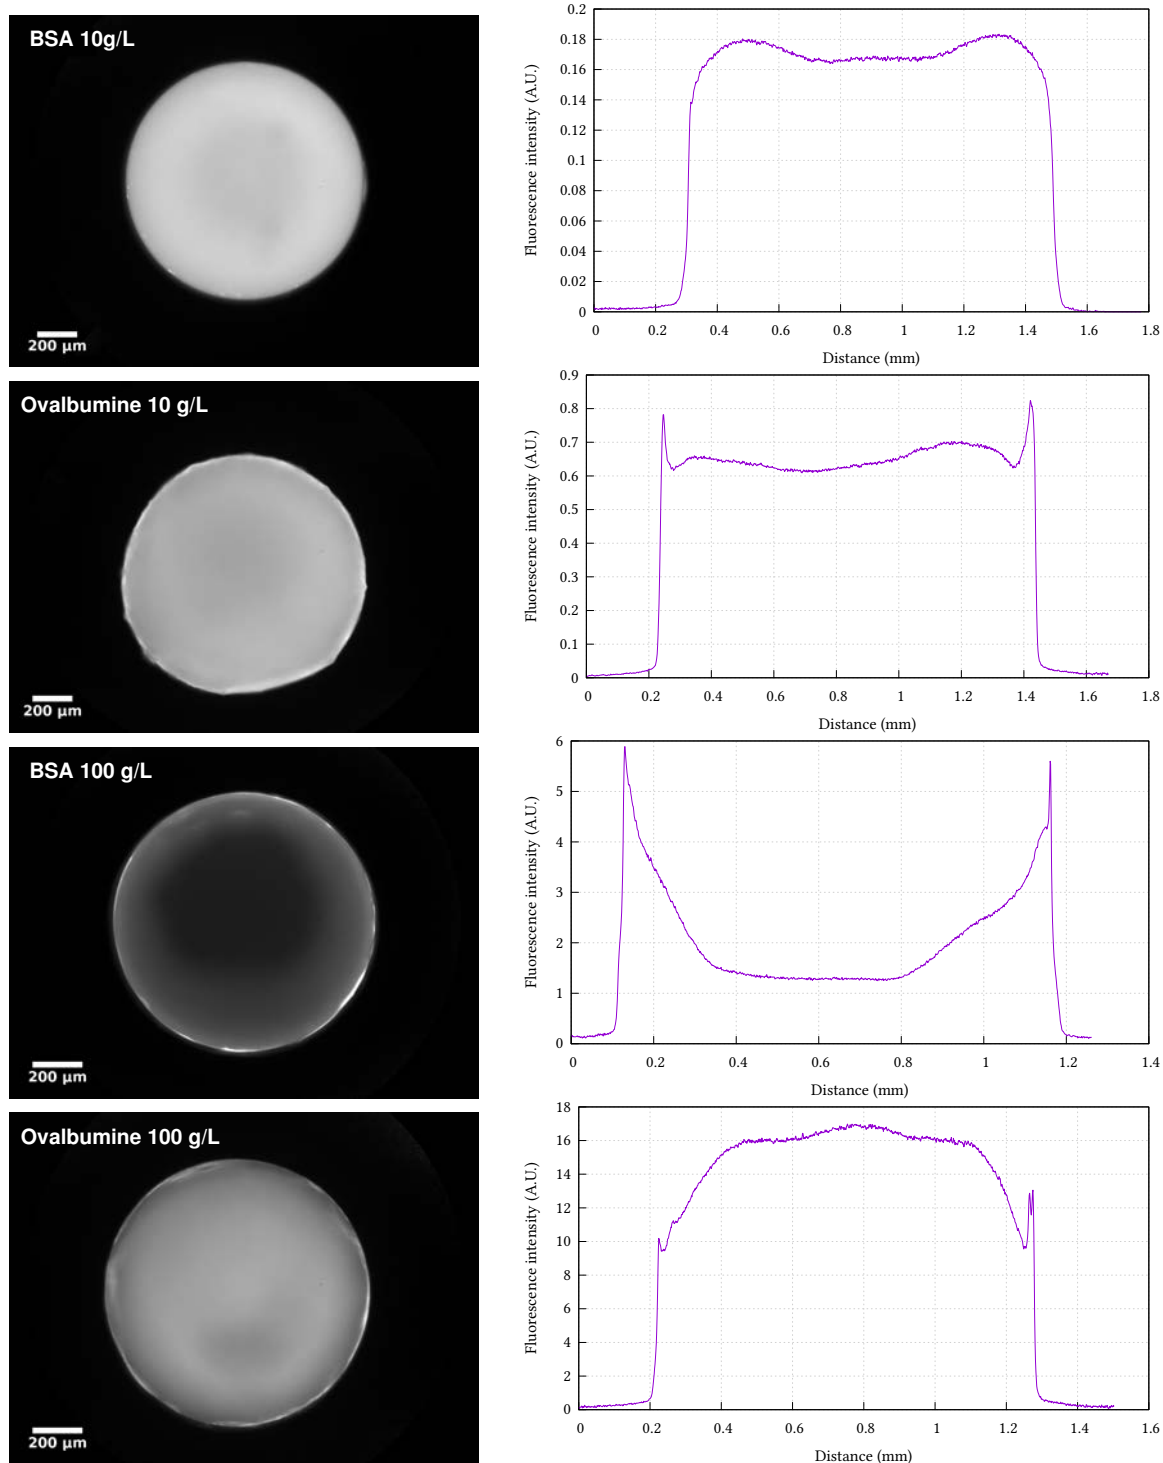 BSA 10g/L
200 µm
0.2
0.18
0.16
0.14
0.12
0.1
0.08
0.06
0.04
0.02
0
Fluorescence intensity (A.U.)
0 0.2 0.4 0.6 0.8 1 1.2 1.4 1.6 1.8
Distance (mm)
Ovalbumine 10 g/L
200 µm
0.9
0.8
0.7
0.6
0.5
0.4
0.3
0.2
0.1
0
Fluorescence intensity (A.U.)
0 0.2 0.4 0.6 0.8 1 1.2 1.4 1.6 1.8
Distance (mm)
BSA 100 g/L
200 µm
6
5
4
3
2
1
0
Fluorescence intensity (A.U.)
0 0.2 0.4 0.6 0.8 1 1.2 1.4
Distance (mm)
Ovalbumine 100 g/L
200 µm
18
16
14
12
10
8
6
4
2
0
Fluorescence intensity (A.U.)
0 0.2 0.4 0.6 0.8 1 1.2 1.4 1.6
Distance (mm)